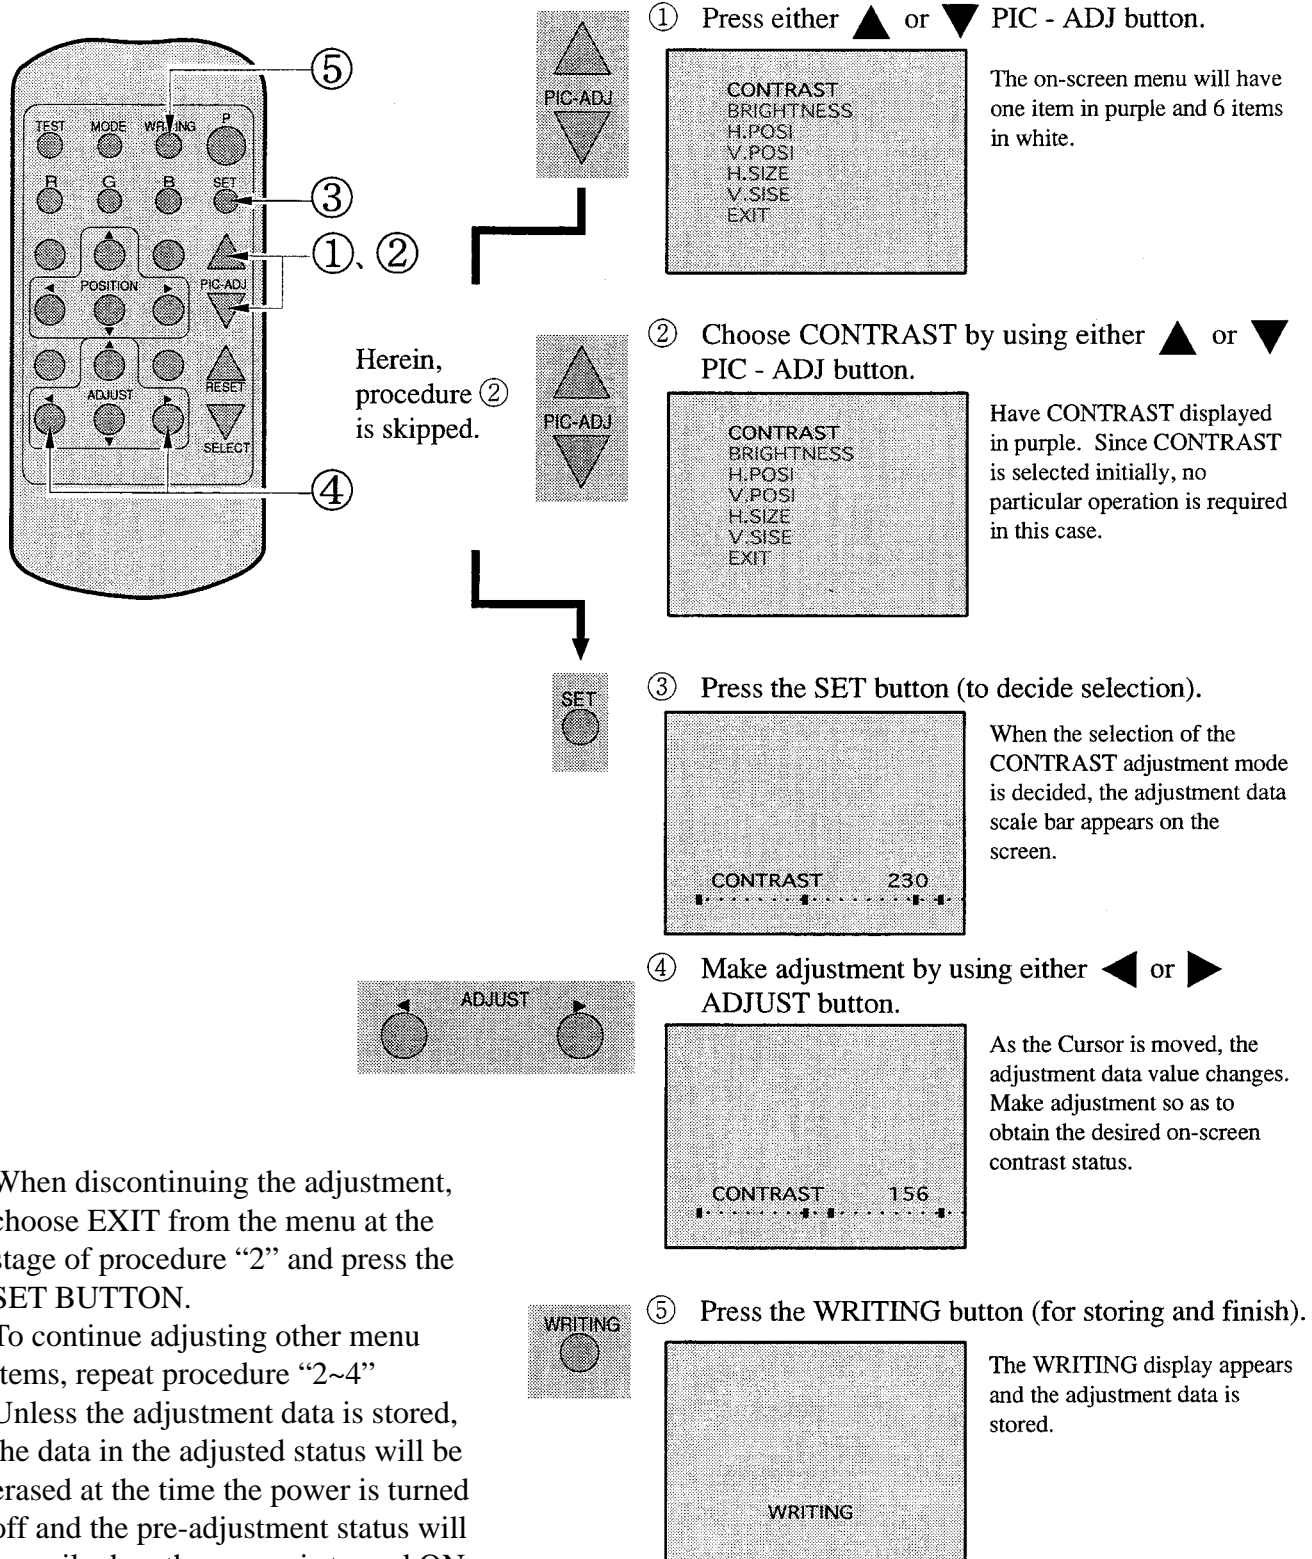 ① Press either ▲ or ▼ PIC - ADJ button.
PIC-ADJ
CONTRAST
BRIGHTNESS
H.POSI
V.POSI
H.SIZE
V.SISE
EXIT
The on-screen menu will have
one item in purple and 6 items
in white.
⑤
③
①、②
④
TEST MODE WRITING P
R G B SET
POSITION PIC-ADJ
RESET
ADJUST
SELECT
Herein,
procedure ②
is skipped.
② Choose CONTRAST by using either ▲ or ▼
PIC - ADJ button.
PIC-ADJ
CONTRAST
BRIGHTNESS
H.POSI
V.POSI
H.SIZE
V.SISE
EXIT
Have CONTRAST displayed
in purple. Since CONTRAST
is selected initially, no
particular operation is required
in this case.
SET
③ Press the SET button (to decide selection).
CONTRAST 230
When the selection of the
CONTRAST adjustment mode
is decided, the adjustment data
scale bar appears on the
screen.
④ Make adjustment by using either ◀ or ▶
ADJUST button.
◀ ADJUST ▶
CONTRAST 156
As the Cursor is moved, the
adjustment data value changes.
Make adjustment so as to
obtain the desired on-screen
contrast status.
When discontinuing the adjustment,
choose EXIT from the menu at the
stage of procedure “2” and press the
SET BUTTON.
To continue adjusting other menu
items, repeat procedure “2~4”
Unless the adjustment data is stored,
the data in the adjusted status will be
erased at the time the power is turned
off and the pre-adjustment status will
WRITING
⑤ Press the WRITING button (for storing and finish).
WRITING
The WRITING display appears
and the adjustment data is
stored.